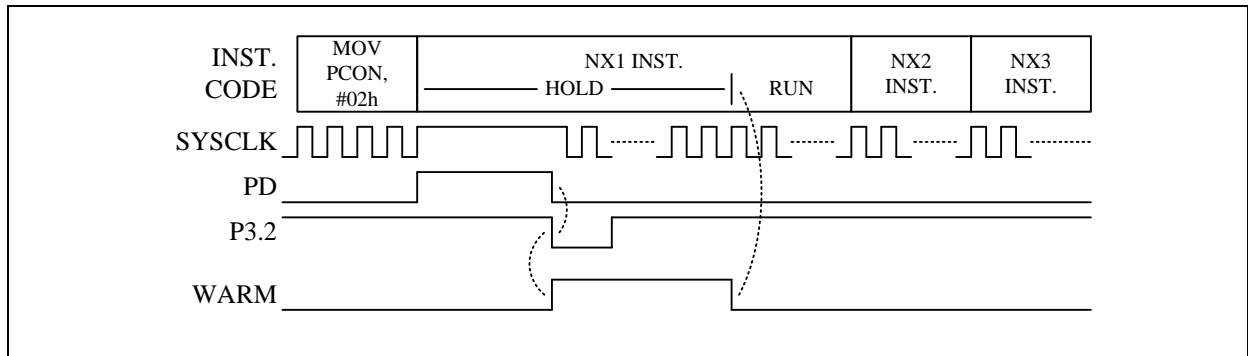 INST.
CODE
MOV
PCON,
#02h
NX1 INST.
HOLD
RUN
NX2
INST.
NX3
INST.
SYSCLK
PD
P3.2
WARM